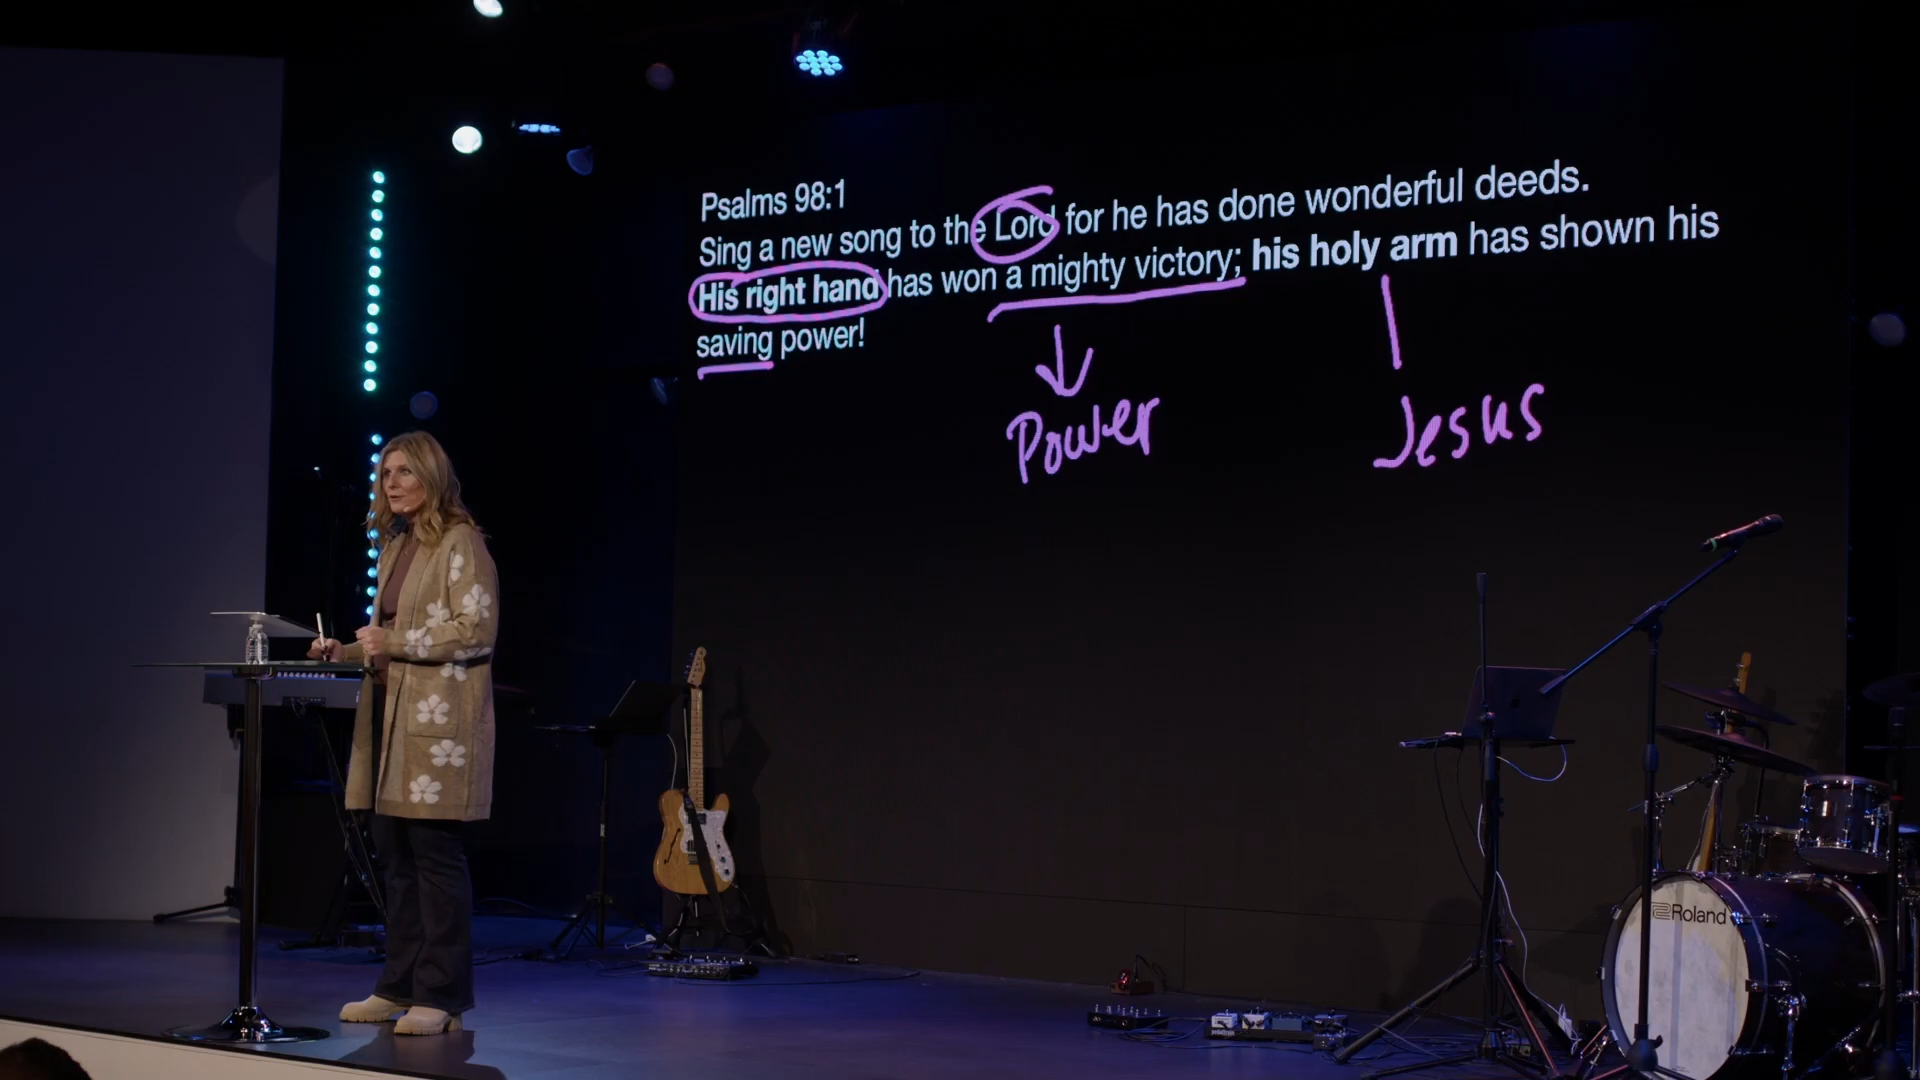 Psalms 98:1
Sing a new song to the Lord for he has done wonderful deeds.
His right hand has won a mighty victory; his holy arm has shown his
saving power!
Power
Jesus
Roland